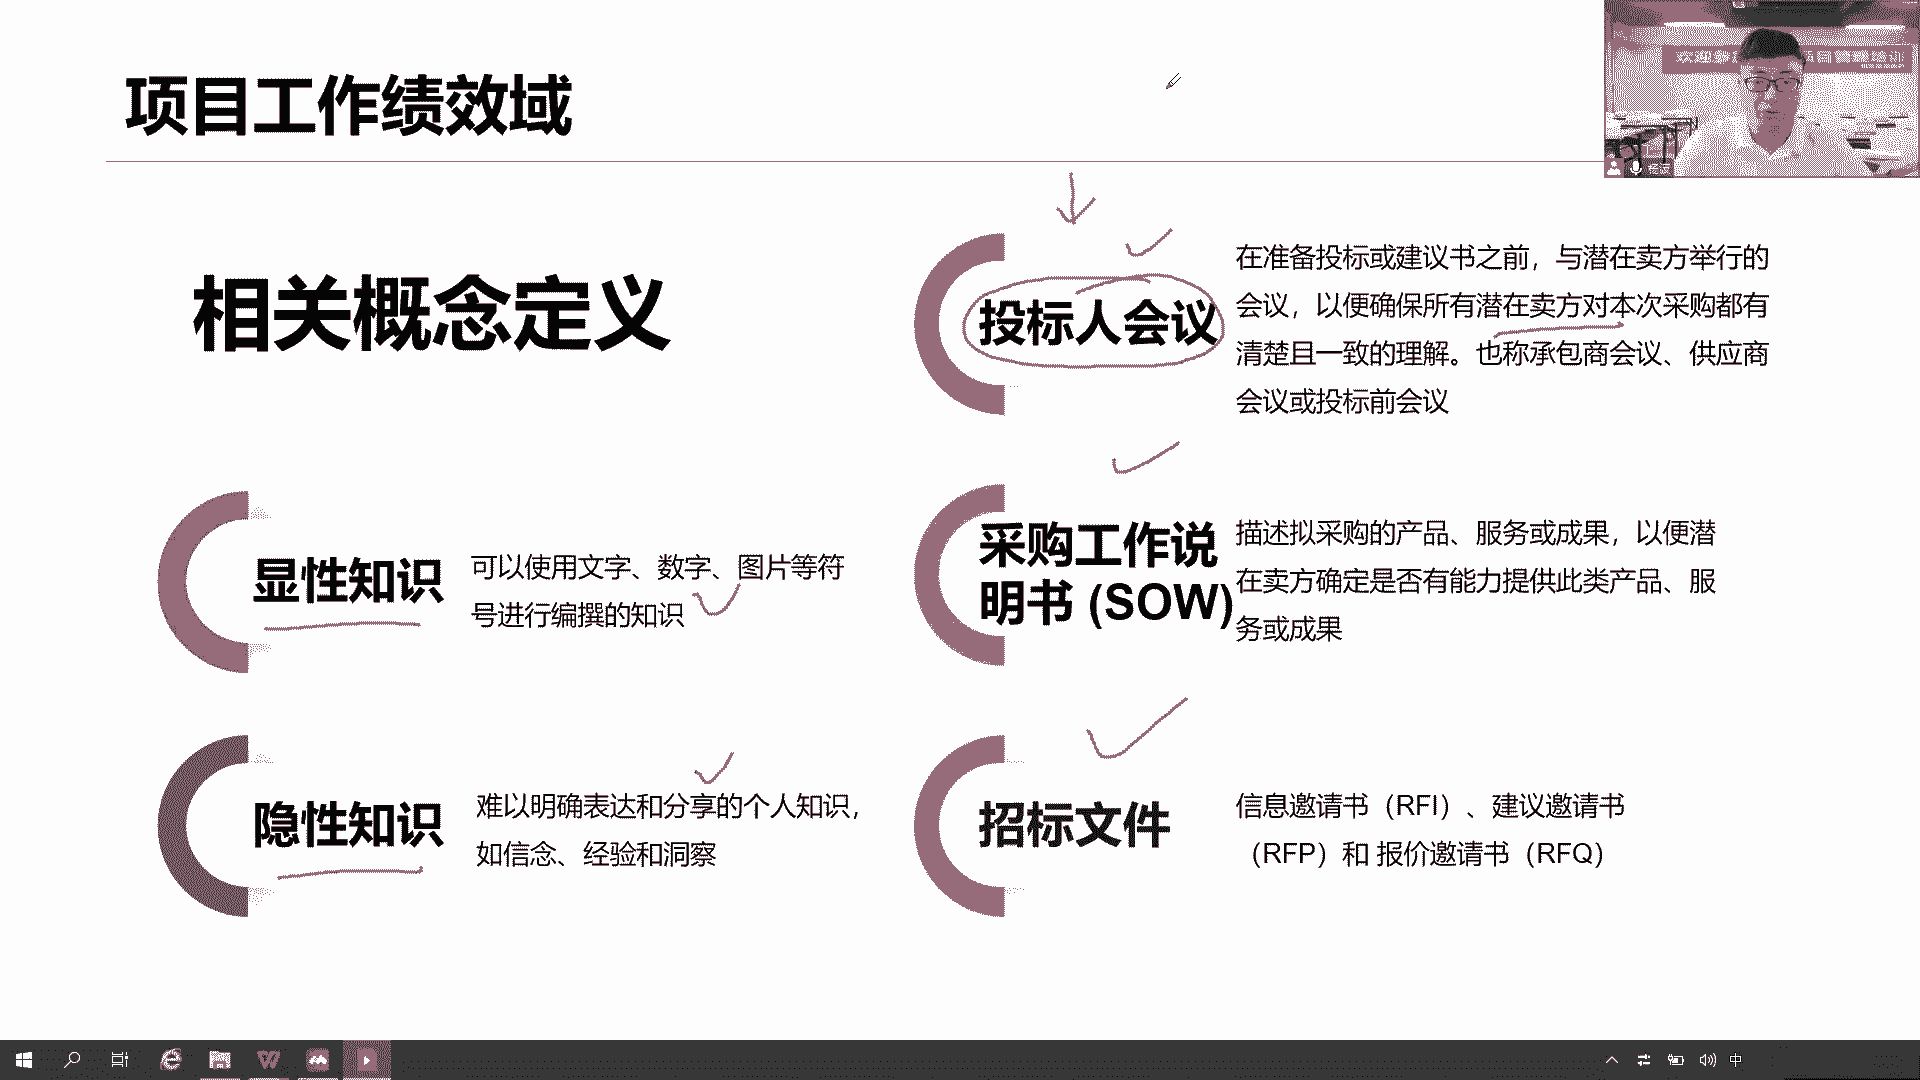 项目工作绩效域
相关概念定义
显性知识
可以使用文字、数字、图片等符
号进行编撰的知识
隐性知识
难以明确表达和分享的个人知识，
如信念、经验和洞察
投标人会议
在准备投标或建议书之前，与潜在卖方举行的
会议，以便确保所有潜在卖方对本次采购都有
清楚且一致的理解。也称承包商会议、供应商
会议或投标前会议
采购工作说
明书 (SOW)
描述拟采购的产品、服务或成果，以便潜
在卖方确定是否有能力提供此类产品、服
务或成果
招标文件
信息邀请书（RFI）、建议邀请书
（RFP）和 报价邀请书（RFQ）
中